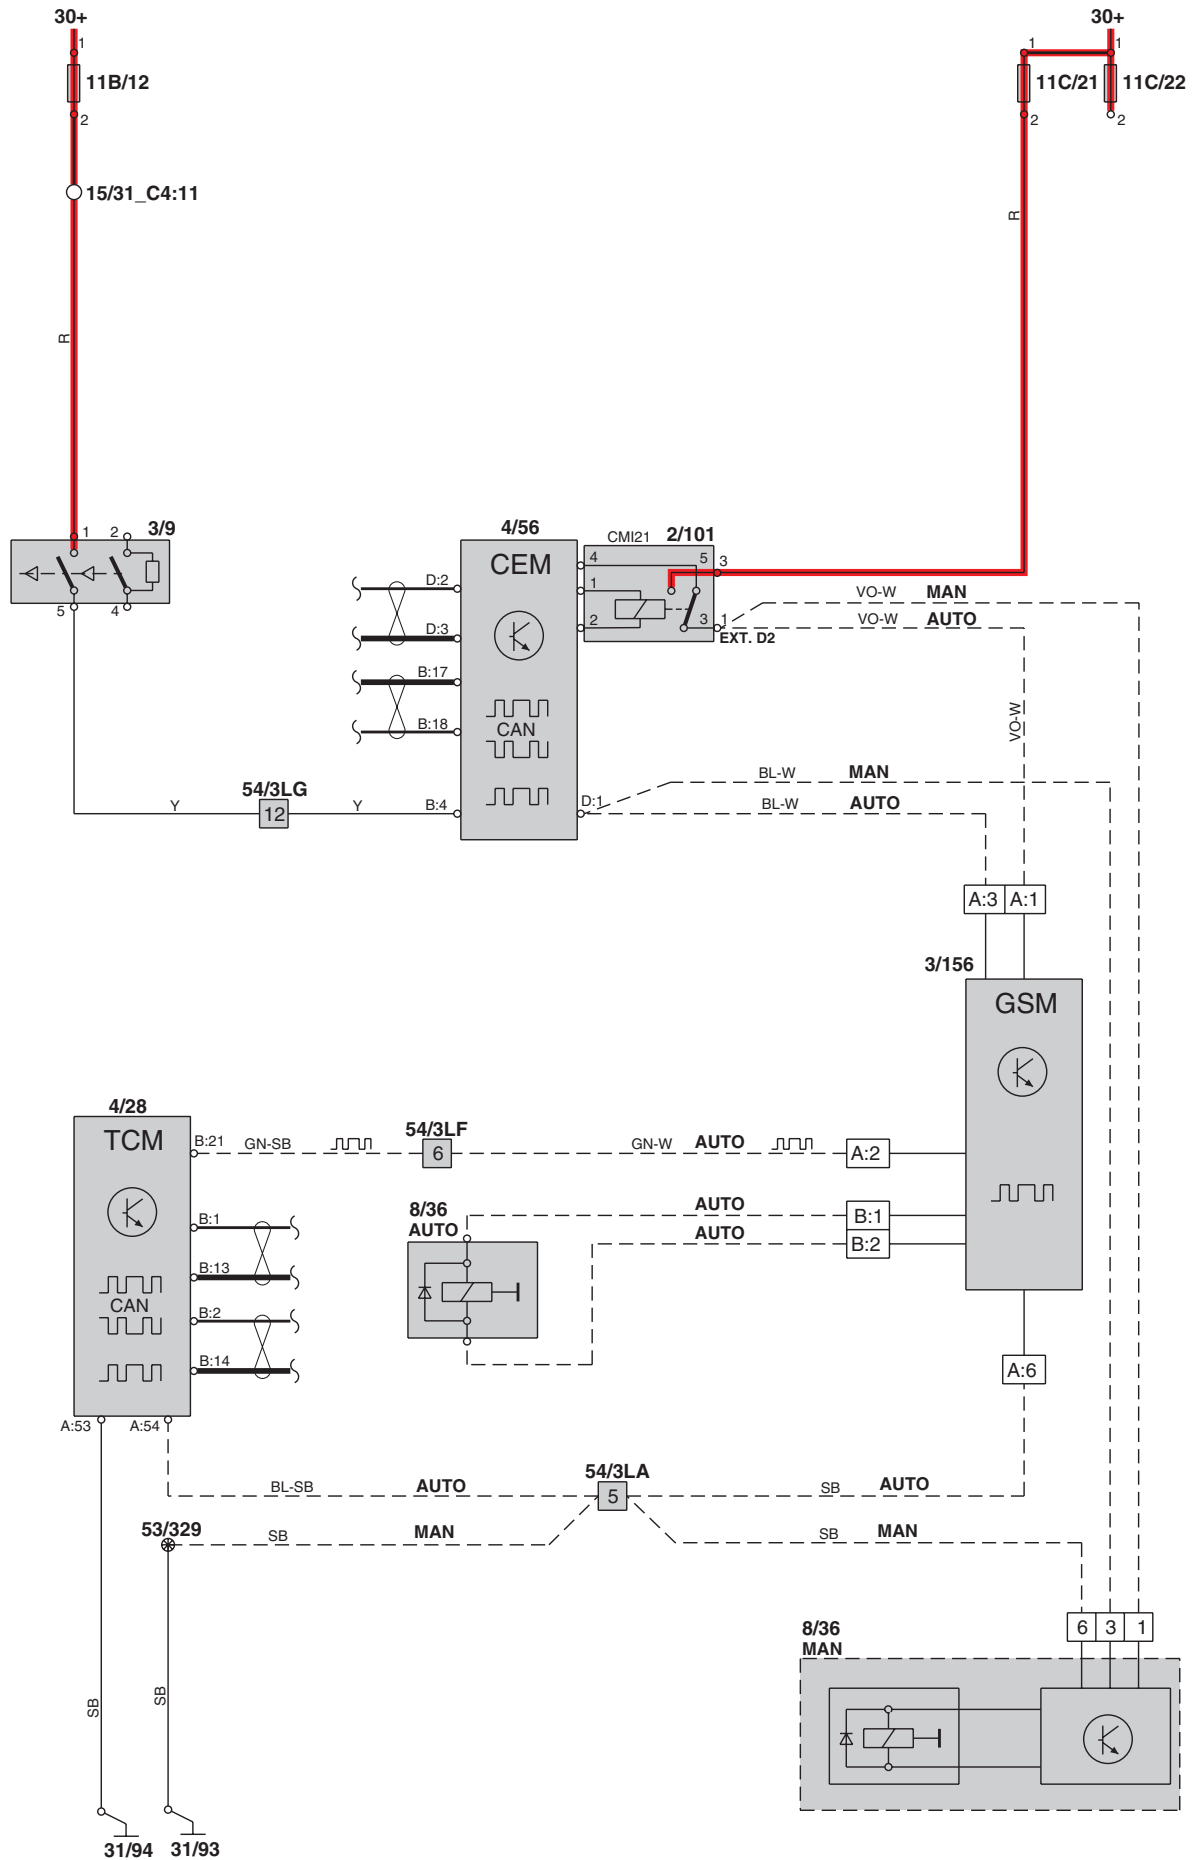 30+
30+
1
1
1
11B/12
11C/21
11C/22
2
2
2
15/31_C4:11
R
R
1
2
3/9
5
4
4/56
CEM
CMI21
2/101
4
5
3
1
2
3
1
EXT. D2
VO-W
MAN
VO-W
AUTO
VO-W
D:2
D:3
B:17
B:18
CAN
54/3LG
Y
12
Y
B:4
D:1
BL-W
MAN
BL-W
AUTO
A:3
A:1
3/156
GSM
4/28
TCM
B:21
GN-SB
54/3LF
6
GN-W
AUTO
A:2
B:1
B:13
B:2
B:14
CAN
8/36
AUTO
AUTO
B:1
AUTO
B:2
A:6
A:53
A:54
BL-SB
AUTO
54/3LA
5
SB
AUTO
53/329
SB
MAN
SB
MAN
6
3
1
8/36
MAN
SB
SB
31/94
31/93